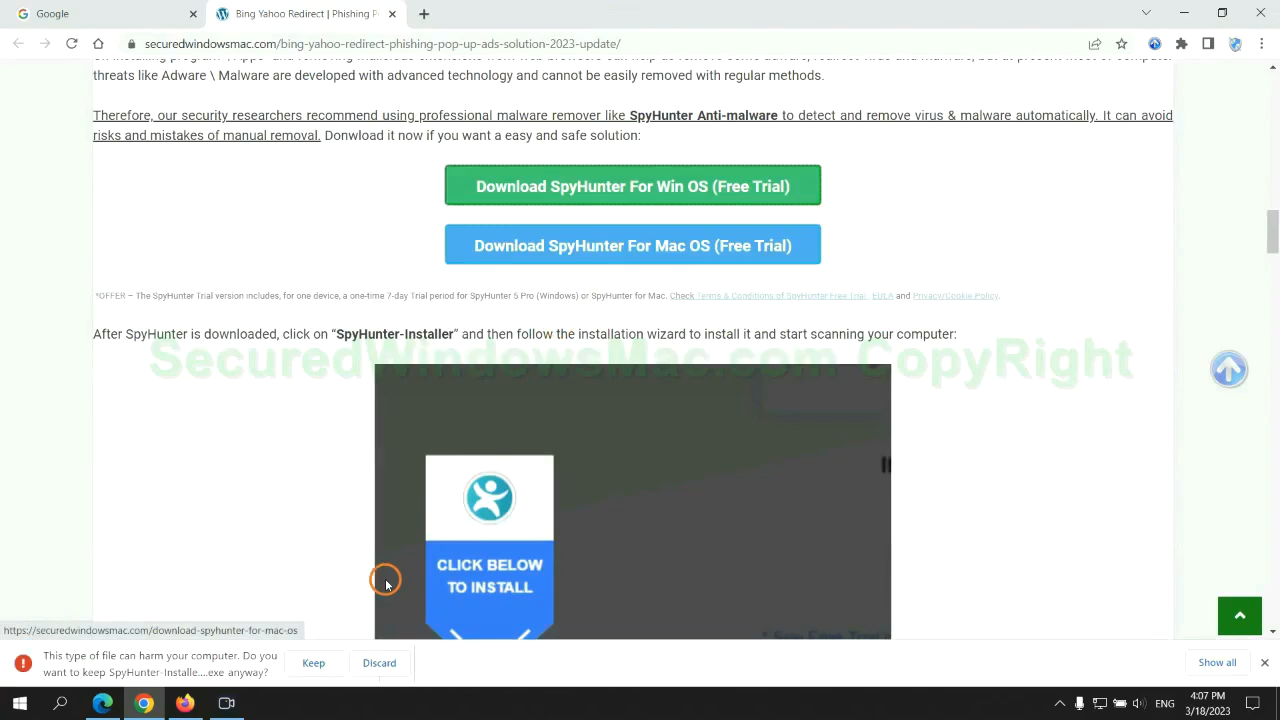 Google
Bing Yahoo Redirect | Phishing P
securedwindowsmac.com/bing-yahoo-redirect-phishing-pop-up-ads-solution-2023-update/
threats like Adware \ Malware are developed with advanced technology and cannot be easily removed with regular methods.
Therefore, our security researchers recommend using professional malware remover like SpyHunter Anti-malware to detect and remove virus & malware automatically. It can avoid
risks and mistakes of manual removal. Donwload it now if you want a easy and safe solution:
Download SpyHunter For Win OS (Free Trial)
Download SpyHunter For Mac OS (Free Trial)
*OFFER – The SpyHunter Trial version includes, for one device, a one-time 7-day Trial period for SpyHunter 5 Pro (Windows) or SpyHunter for Mac. Check Terms & Conditions of SpyHunter Free Trial, EULA and Privacy/Cookie Policy.
After SpyHunter is downloaded, click on “SpyHunter-Installer” and then follow the installation wizard to install it and start scanning your computer:
SecuredWindowsMac.com CopyRight
CLICK BELOW
TO INSTALL
https://securedwindowsmac.com/download-spyhunter-for-mac-os
This type of file can harm your computer. Do you
want to keep SpyHunter-Installe....exe anyway?
Keep
Discard
Show all
ENG
4:07 PM
3/18/2023